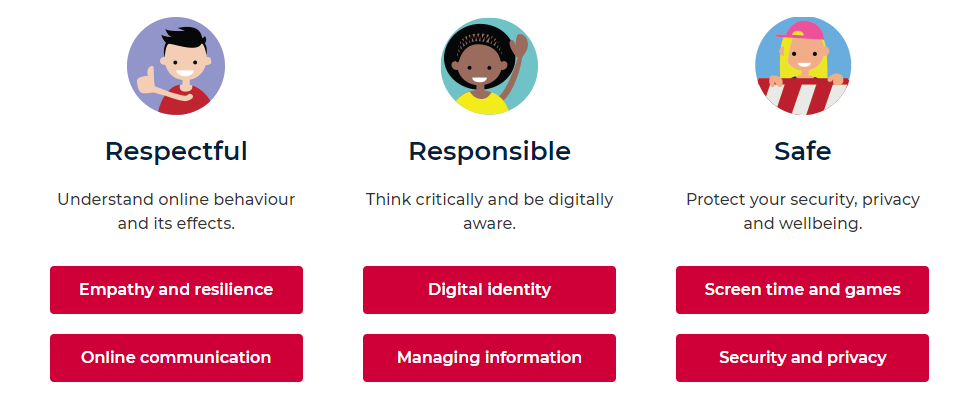 Respectful
Understand online behaviour
and its effects.
Empathy and resilience
Online communication
Responsible
Think critically and be digitally
aware.
Digital identity
Managing information
Safe
Protect your security, privacy
and wellbeing.
Screen time and games
Security and privacy